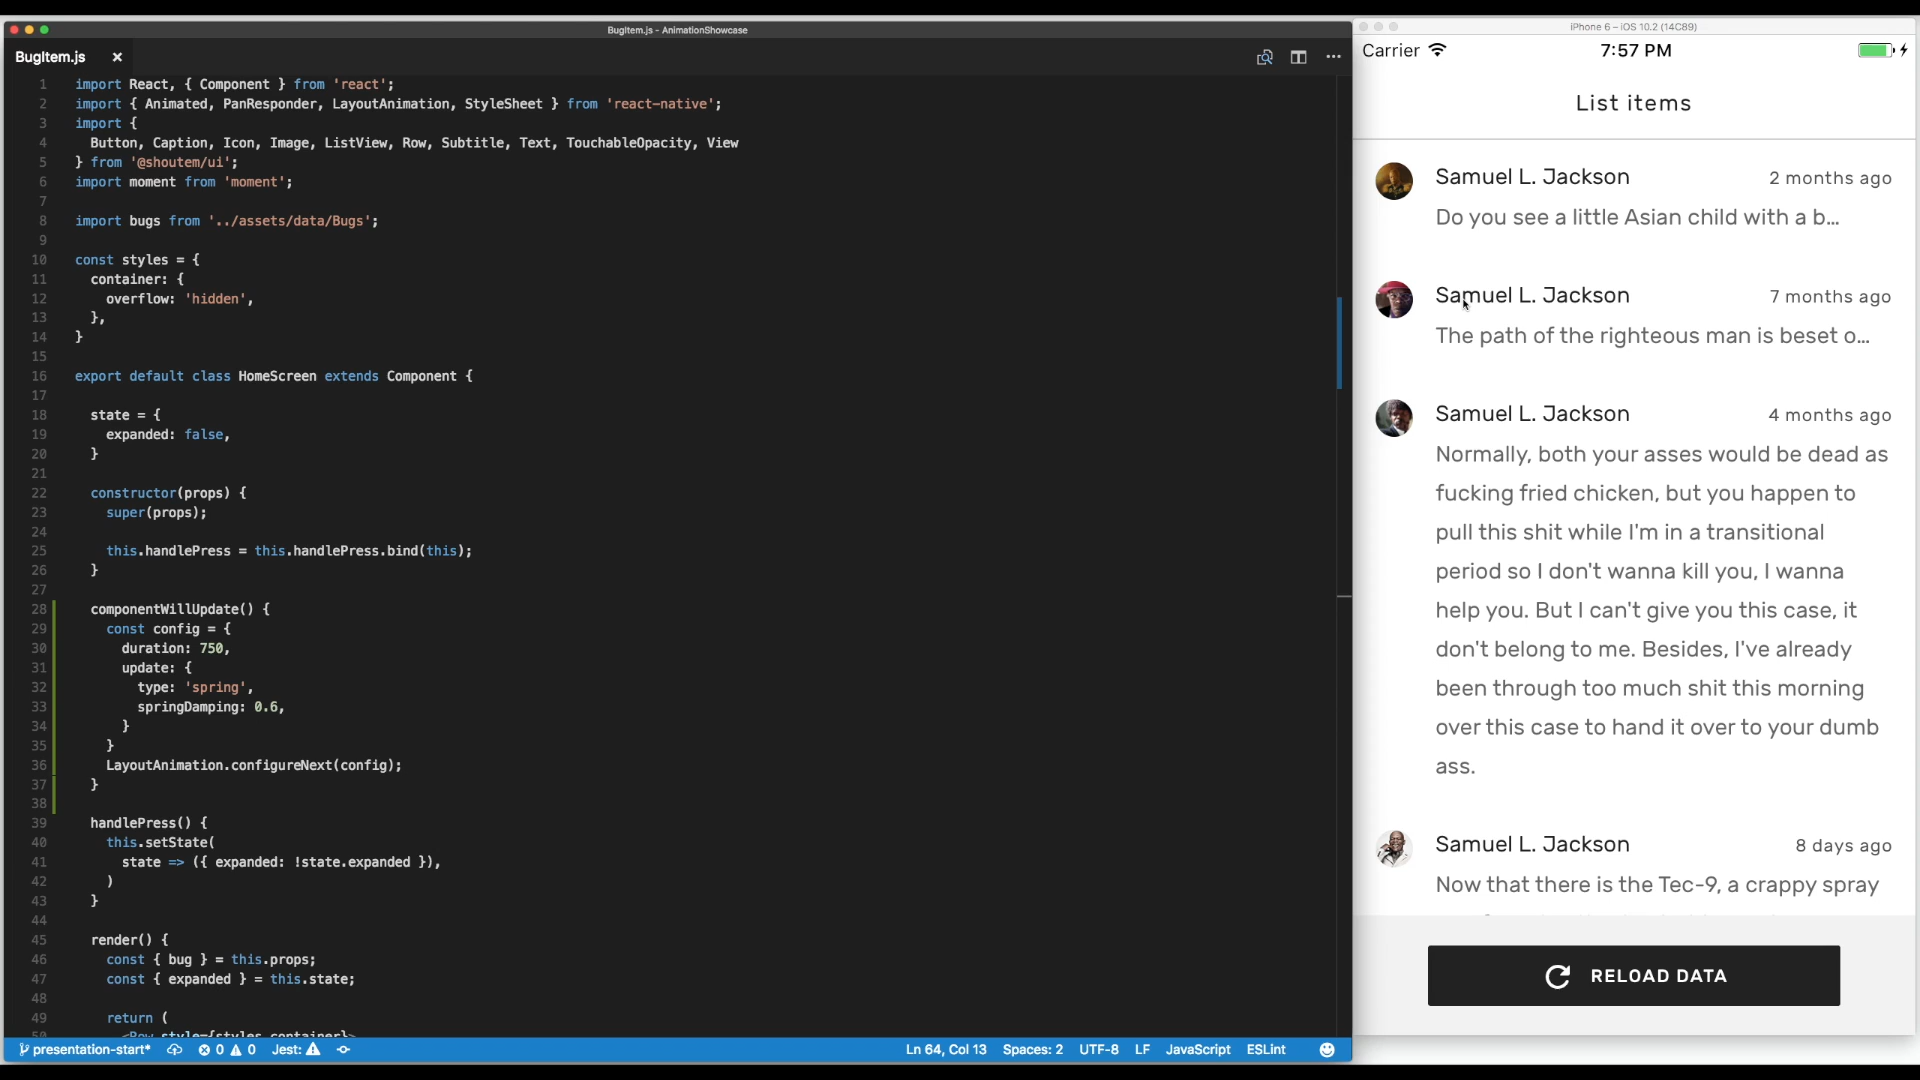 BugItem.js - AnimationShowcase
BugItem.js
1 import React, { Component } from 'react';
2 import { Animated, PanResponder, LayoutAnimation, StyleSheet } from 'react-native';
3 import {
4 Button, Caption, Icon, Image, ListView, Row, Subtitle, Text, TouchableOpacity, View
5 } from '@shoutem/ui';
6 import moment from 'moment';
7
8 import bugs from '../assets/data/Bugs';
9
10 const styles = {
11 container: {
12 overflow: 'hidden',
13 },
14 }
15
16 export default class HomeScreen extends Component {
17
18 state = {
19 expanded: false,
20 }
21
22 constructor(props) {
23 super(props);
24
25 this.handlePress = this.handlePress.bind(this);
26 }
27
28 componentWillUpdate() {
29 const config = {
30 duration: 750,
31 update: {
32 type: 'spring',
33 springDamping: 0.6,
34 }
35 }
36 LayoutAnimation.configureNext(config);
37 }
38
39 handlePress() {
40 this.setState(
41 state => ({ expanded: !state.expanded }),
42 )
43 }
44
45 render() {
46 const { bug } = this.props;
47 const { expanded } = this.state;
48
49 return (
50 <Row style={styles.container}>
presentation-start* 0 0 Jest: Ln 64, Col 13 Spaces: 2 UTF-8 LF JavaScript ESLint
iPhone 6 – iOS 10.2 (14C89)
Carrier 7:57 PM
List items
Samuel L. Jackson 2 months ago
Do you see a little Asian child with a b...
Samuel L. Jackson 7 months ago
The path of the righteous man is beset o...
Samuel L. Jackson 4 months ago
Normally, both your asses would be dead as
fucking fried chicken, but you happen to
pull this shit while I'm in a transitional
period so I don't wanna kill you, I wanna
help you. But I can't give you this case, it
don't belong to me. Besides, I've already
been through too much shit this morning
over this case to hand it over to your dumb
ass.
Samuel L. Jackson 8 days ago
Now that there is the Tec-9, a crappy spray
RELOAD DATA